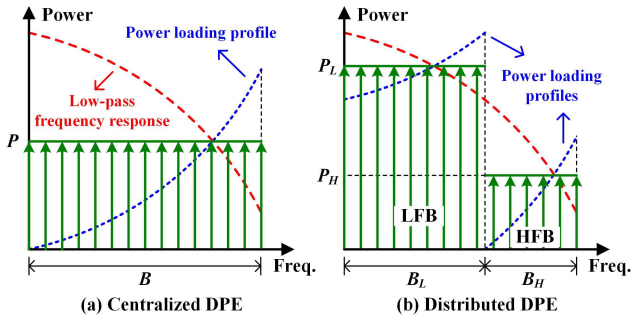 Power
Power loading profile
Low-pass
frequency response
P
Freq.
B
(a) Centralized DPE
Power
P_L
Power loading
profiles
P_H
LFB
HFB
Freq.
B_L
B_H
(b) Distributed DPE